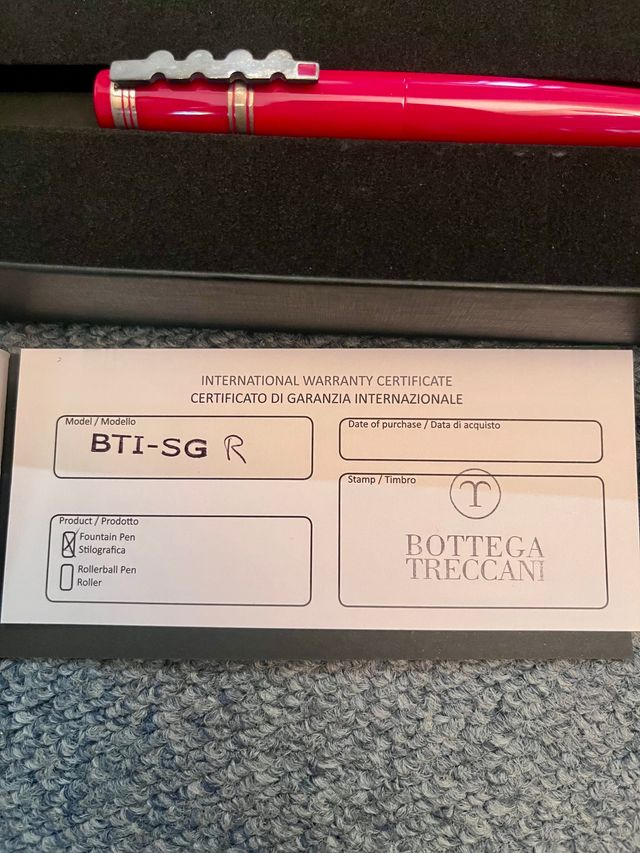 INTERNATIONAL WARRANTY CERTIFICATE
CERTIFICATO DI GARANZIA INTERNAZIONALE
Model / Modello
BTI-SG R
Date of purchase / Data di acquisto
Product / Prodotto
Fountain Pen
Stilografica
Rollerball Pen
Roller
Stamp / Timbro
BOTTEGA
TRECCANI